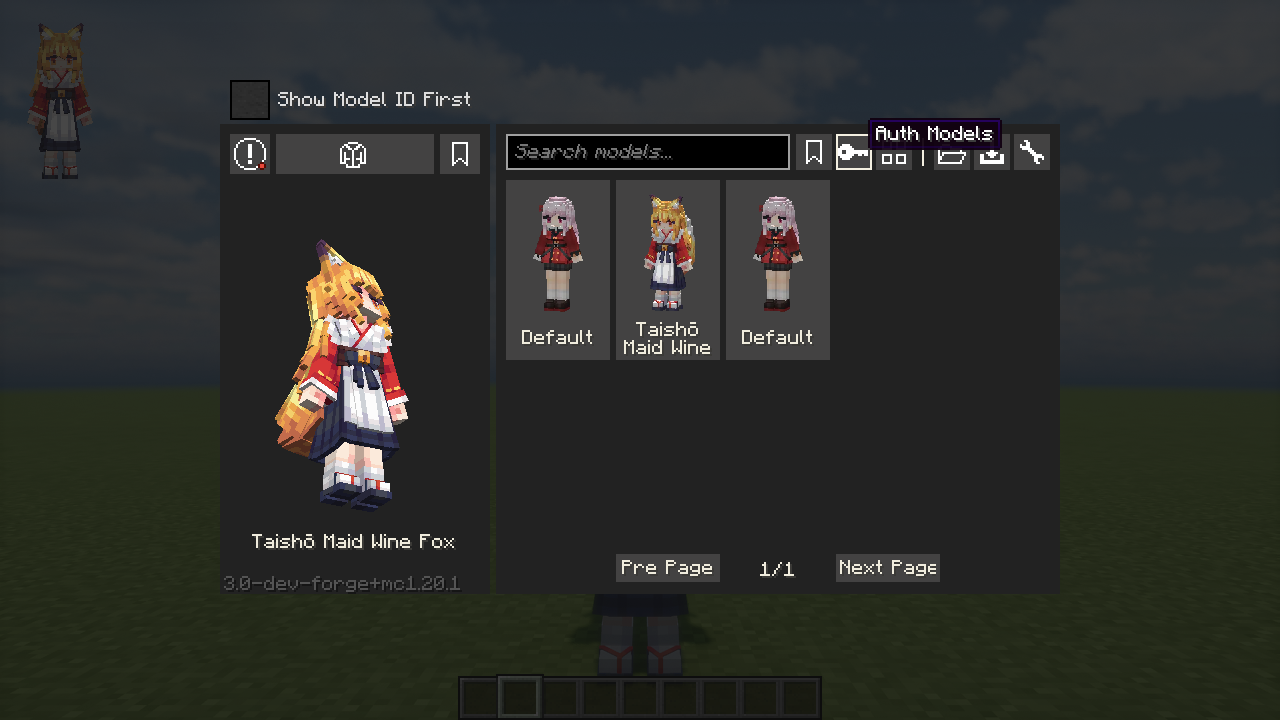 Show Model ID First
Auth Models
Search models...
Default
Taishō
Maid Wine
Default
Taishō Maid Wine Fox
Pre Page
1/1
Next Page
3.0-dev-forge+mc1.20.1